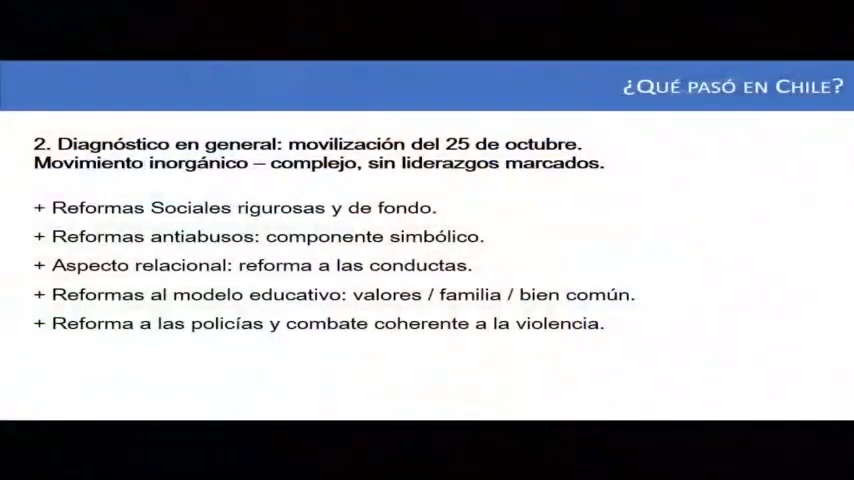 ¿QUÉ PASÓ EN CHILE?
2. Diagnóstico en general: movilización del 25 de octubre.
Movimiento inorgánico – complejo, sin liderazgos marcados.
+ Reformas Sociales rigurosas y de fondo.
+ Reformas antiabusos: componente simbólico.
+ Aspecto relacional: reforma a las conductas.
+ Reformas al modelo educativo: valores / familia / bien común.
+ Reforma a las policías y combate coherente a la violencia.